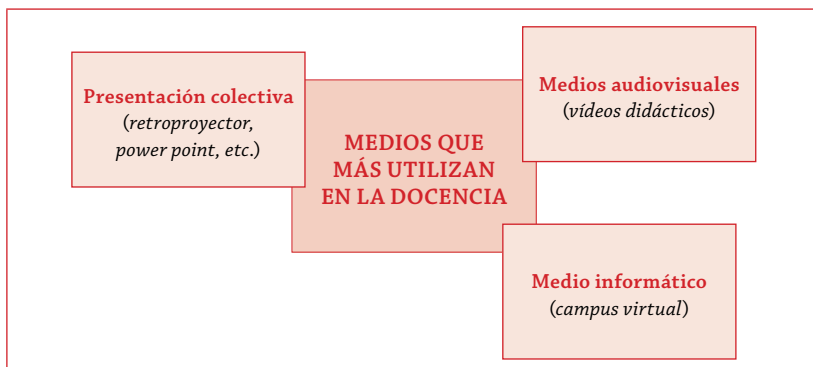 Presentación colectiva
(retroproyector,
power point, etc.)
MEDIOS QUE
MÁS UTILIZAN
EN LA DOCENCIA
Medios audiovisuales
(vídeos didácticos)
Medio informático
(campus virtual)